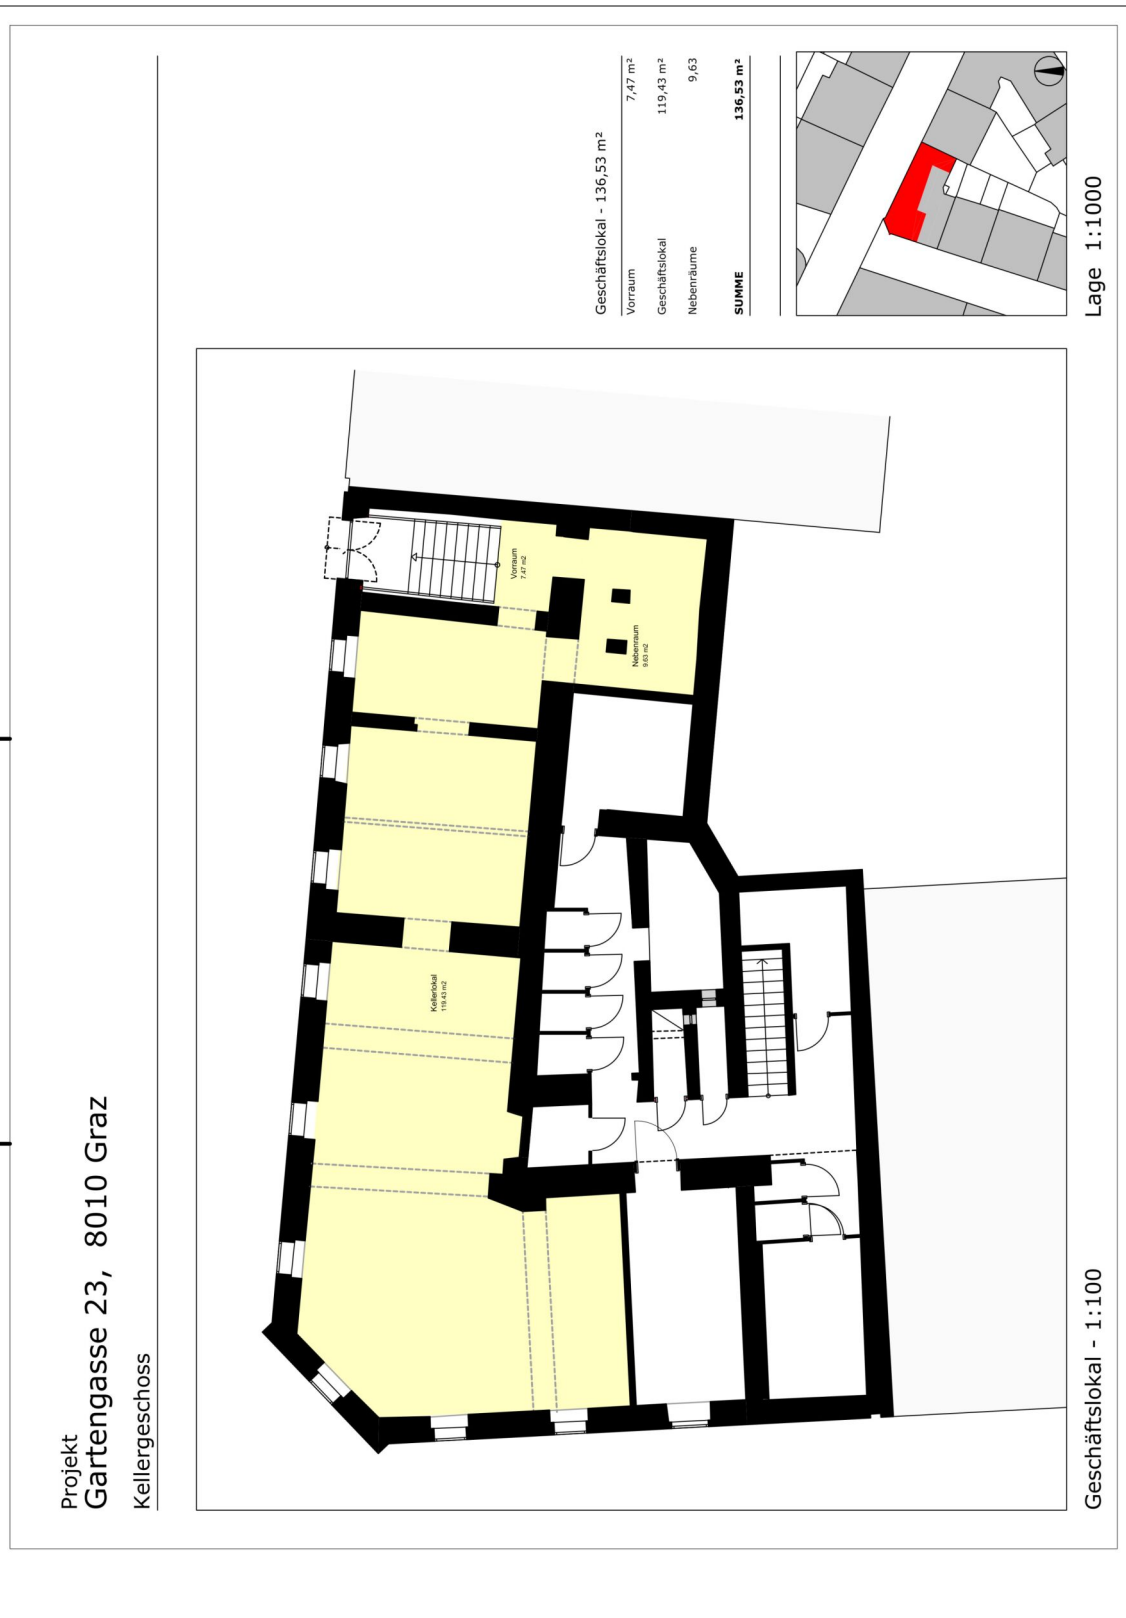 Projekt
Gartengasse 23, 8010 Graz
Kellergeschoss
Geschäftslokal - 136,53 m²
Vorraum 7,47 m²
Geschäftslokal 119,43 m²
Nebenräume 9,63
SUMME 136,53 m²
Vorraum
7.47 m2
Nebenraum
9.63 m2
Kellerlokal
119.43 m2
Geschäftslokal - 1:100
Lage 1:1000